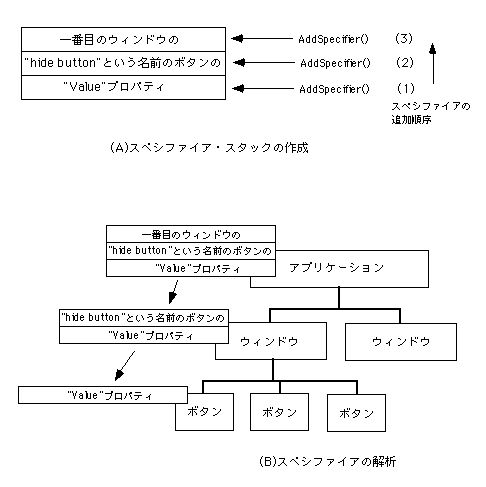 一番目のウィンドウの
AddSpecifier()
(3)
"hide button"という名前のボタンの
AddSpecifier()
(2)
"Value"プロパティ
AddSpecifier()
(1)
スペシファイアの
追加順序
(A)スペシファイア・スタックの作成
一番目のウィンドウの
"hide button"という名前のボタンの
"Value"プロパティ
アプリケーション
"hide button"という名前のボタンの
"Value"プロパティ
ウィンドウ
ウィンドウ
"Value"プロパティ
ボタン
ボタン
ボタン
(B)スペシファイアの解析